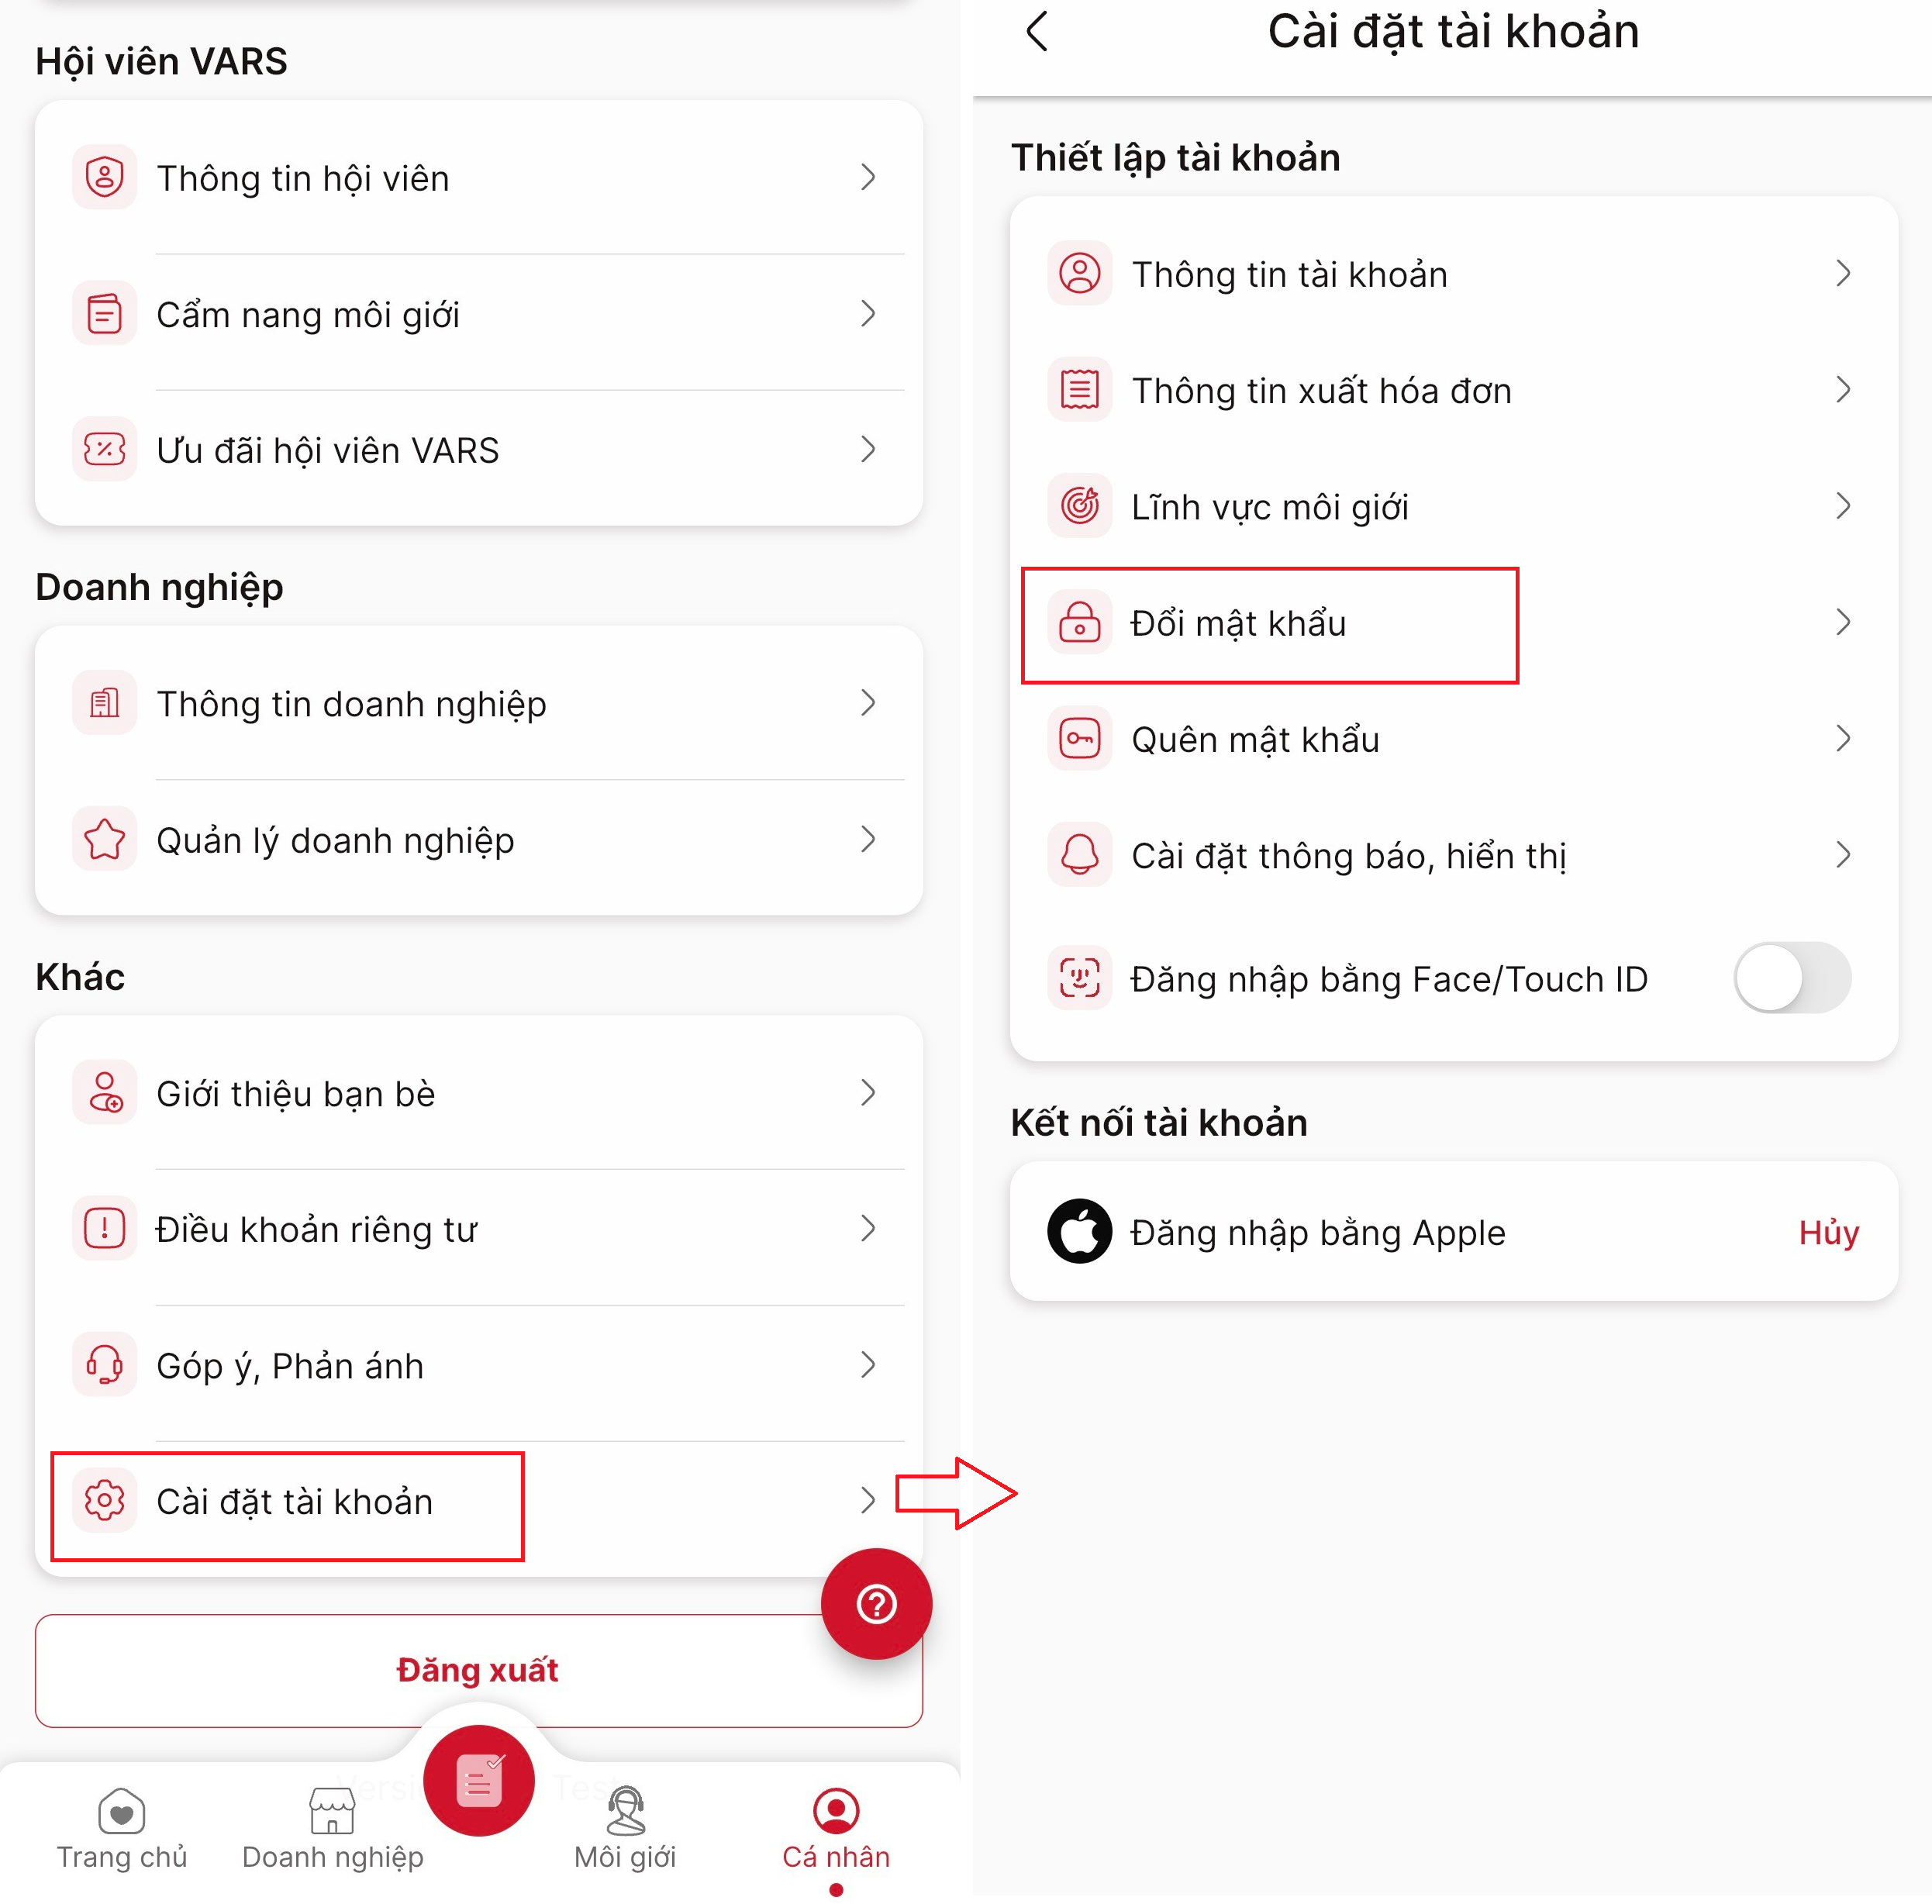 Hội viên VARS
Thông tin hội viên
Cẩm nang môi giới
Ưu đãi hội viên VARS
Doanh nghiệp
Thông tin doanh nghiệp
Quản lý doanh nghiệp
Khác
Giới thiệu bạn bè
Điều khoản riêng tư
Góp ý, Phản ánh
Cài đặt tài khoản
Đăng xuất
Trang chủ
Doanh nghiệp
Môi giới
Cá nhân
Cài đặt tài khoản
Thiết lập tài khoản
Thông tin tài khoản
Thông tin xuất hóa đơn
Lĩnh vực môi giới
Đổi mật khẩu
Quên mật khẩu
Cài đặt thông báo, hiển thị
Đăng nhập bằng Face/Touch ID
Kết nối tài khoản
Đăng nhập bằng Apple
Hủy